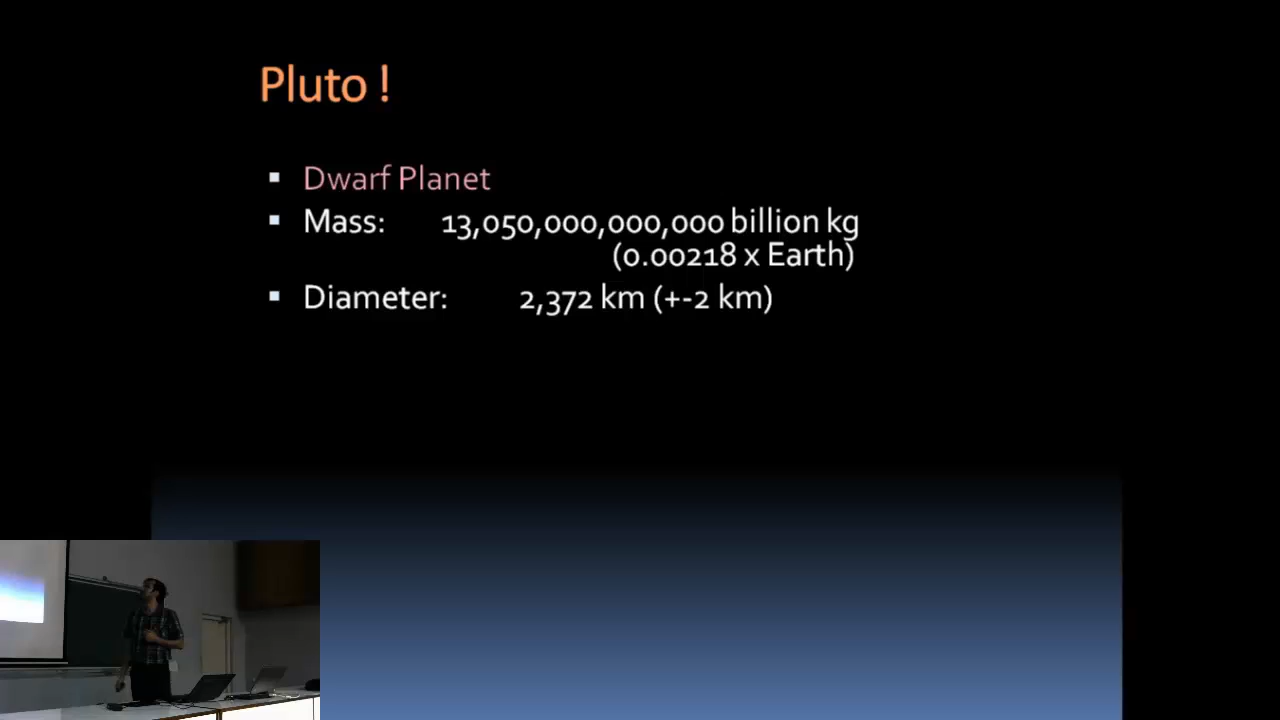 Pluto !
▪ Dwarf Planet
▪ Mass: 13,050,000,000,000 billion kg
(0.00218 x Earth)
▪ Diameter: 2,372 km (+-2 km)